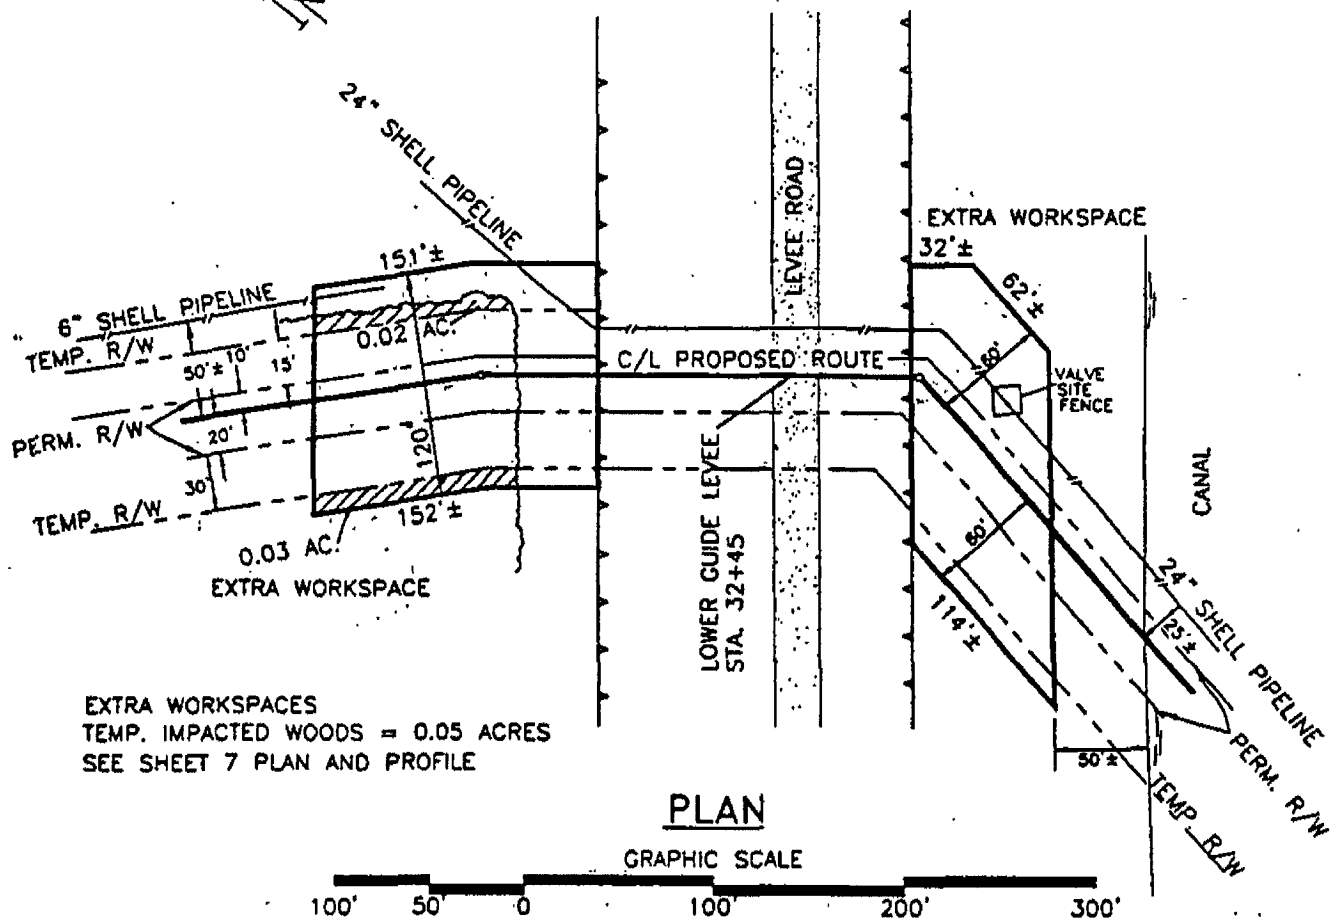 24" SHELL PIPELINE
LEVEE ROAD
EXTRA WORKSPACE
32'±
62'±
151'±
6" SHELL PIPELINE
TEMP. R/W
0.02 AC.
50'±
10'
15'
C/L PROPOSED ROUTE
60'
VALVE
SITE
FENCE
PERM. R/W
20'
120
30'
TEMP. R/W
152'±
0.03 AC.
EXTRA WORKSPACE
LOWER GUIDE LEVEE
STA. 32+45
60'
114'±
CANAL
24" SHELL PIPELINE
25'±
PERM. R/W
50'±
TEMP. R/W
EXTRA WORKSPACES
TEMP. IMPACTED WOODS = 0.05 ACRES
SEE SHEET 7 PLAN AND PROFILE
PLAN
GRAPHIC SCALE
100' 50' 0 100' 200' 300'